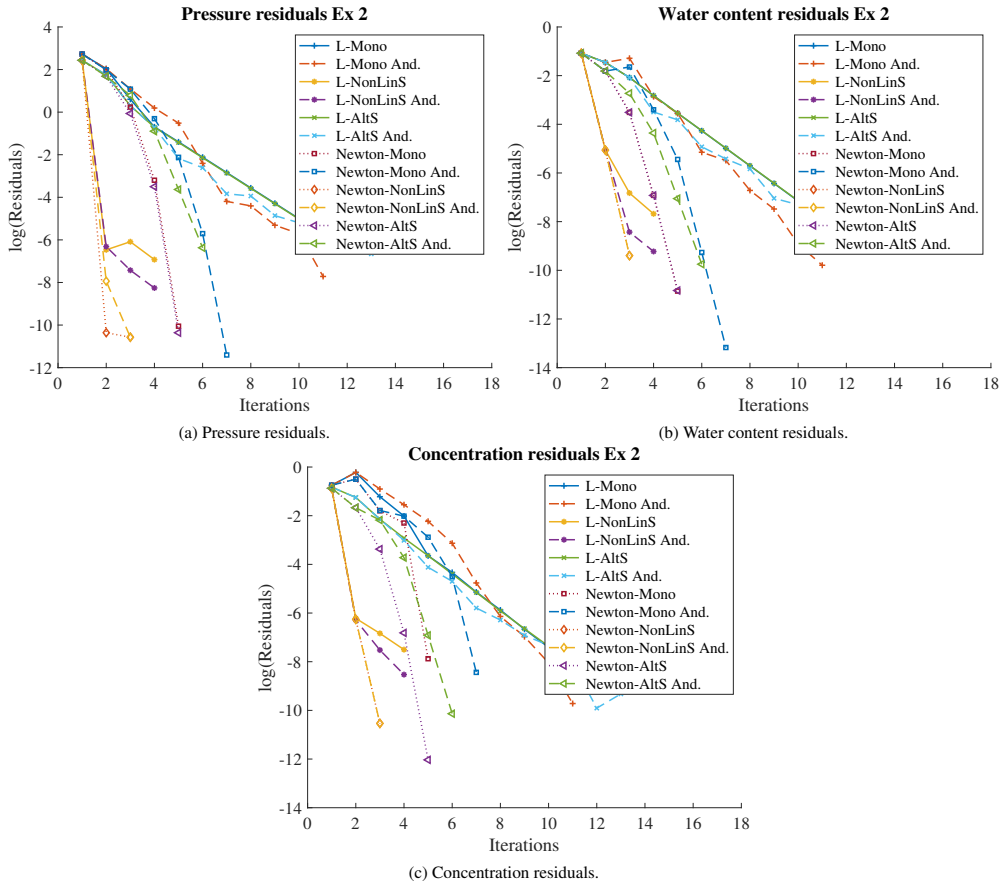 Pressure residuals Ex 2
4
2
0
-2
-4
-6
-8
-10
-12
log(Residuals)
0 2 4 6 8 10 12 14 16 18
Iterations
L-Mono
L-Mono And.
L-NonLinS
L-NonLinS And.
L-AltS
L-AltS And.
Newton-Mono
Newton-Mono And.
Newton-NonLinS
Newton-NonLinS And.
Newton-AltS
Newton-AltS And.
(a) Pressure residuals.
Water content residuals Ex 2
0
-2
-4
-6
-8
-10
-12
-14
log(Residuals)
0 2 4 6 8 10 12 14 16 18
Iterations
L-Mono
L-Mono And.
L-NonLinS
L-NonLinS And.
L-AltS
L-AltS And.
Newton-Mono
Newton-Mono And.
Newton-NonLinS
Newton-NonLinS And.
Newton-AltS
Newton-AltS And.
(b) Water content residuals.
Concentration residuals Ex 2
0
-2
-4
-6
-8
-10
-12
-14
log(Residuals)
0 2 4 6 8 10 12 14 16 18
Iterations
L-Mono
L-Mono And.
L-NonLinS
L-NonLinS And.
L-AltS
L-AltS And.
Newton-Mono
Newton-Mono And.
Newton-NonLinS
Newton-NonLinS And.
Newton-AltS
Newton-AltS And.
(c) Concentration residuals.